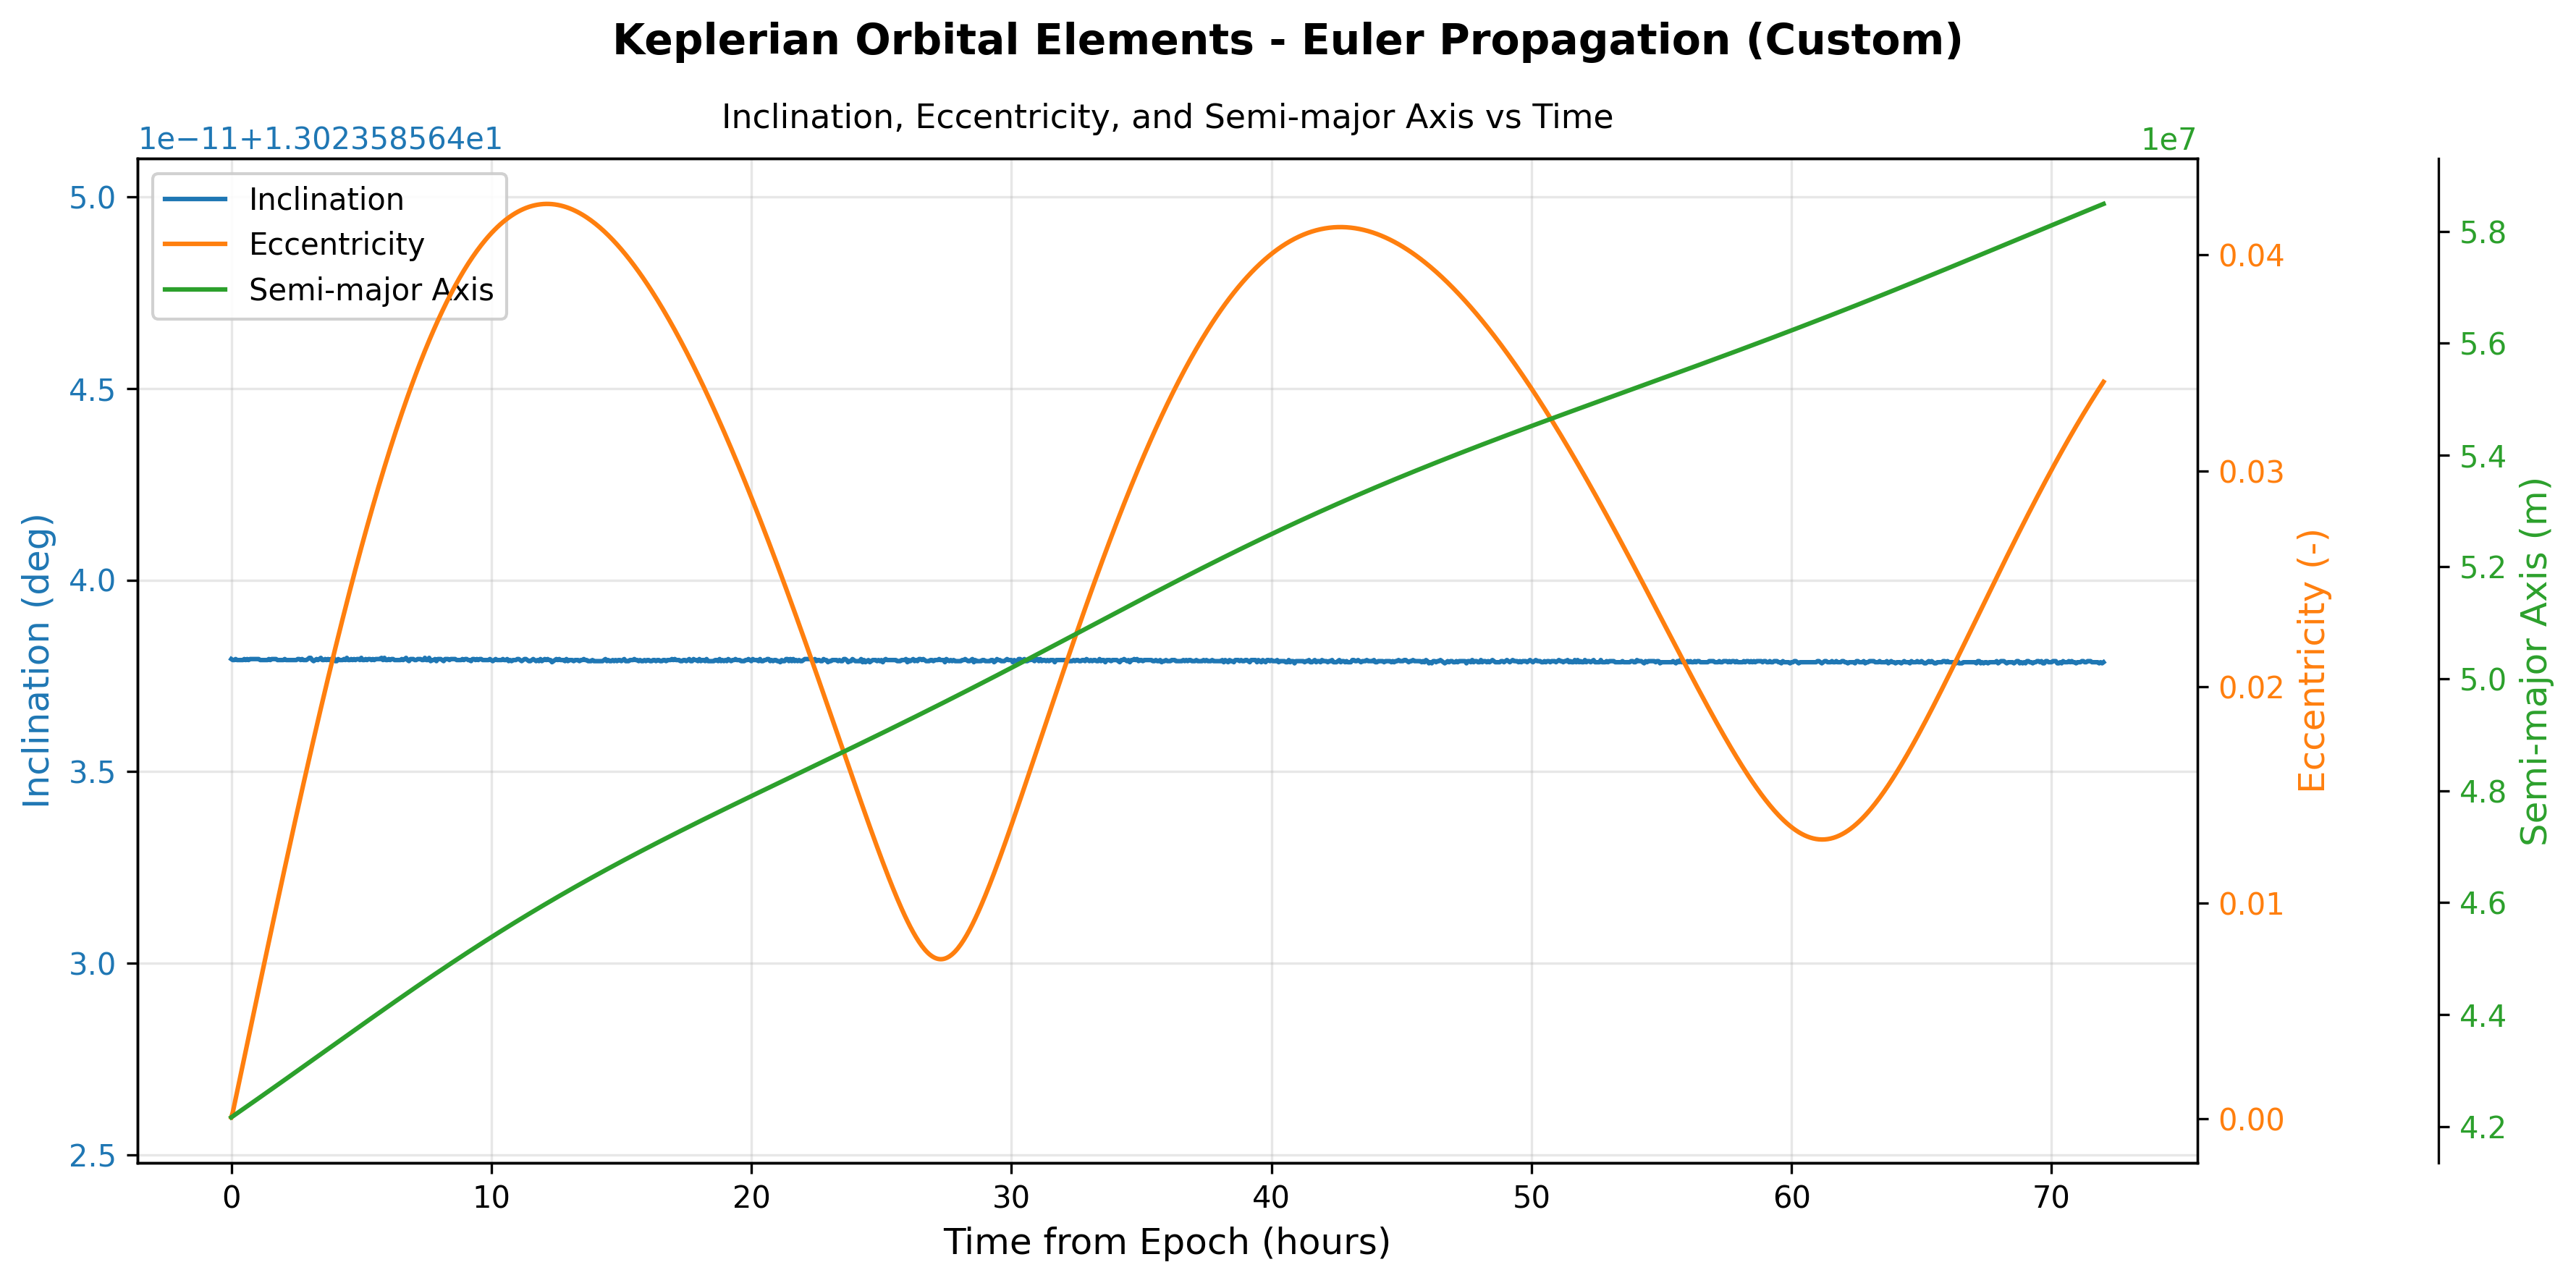 Keplerian Orbital Elements - Euler Propagation (Custom)
Inclination, Eccentricity, and Semi-major Axis vs Time
1e−11+1.302358564e1
1e7
Inclination
Eccentricity
Semi-major Axis
Inclination (deg)
5.0
4.5
4.0
3.5
3.0
2.5
0 10 20 30 40 50 60 70
Time from Epoch (hours)
0.04
0.03
0.02
0.01
0.00
Eccentricity (-)
5.8
5.6
5.4
5.2
5.0
4.8
4.6
4.4
4.2
Semi-major Axis (m)